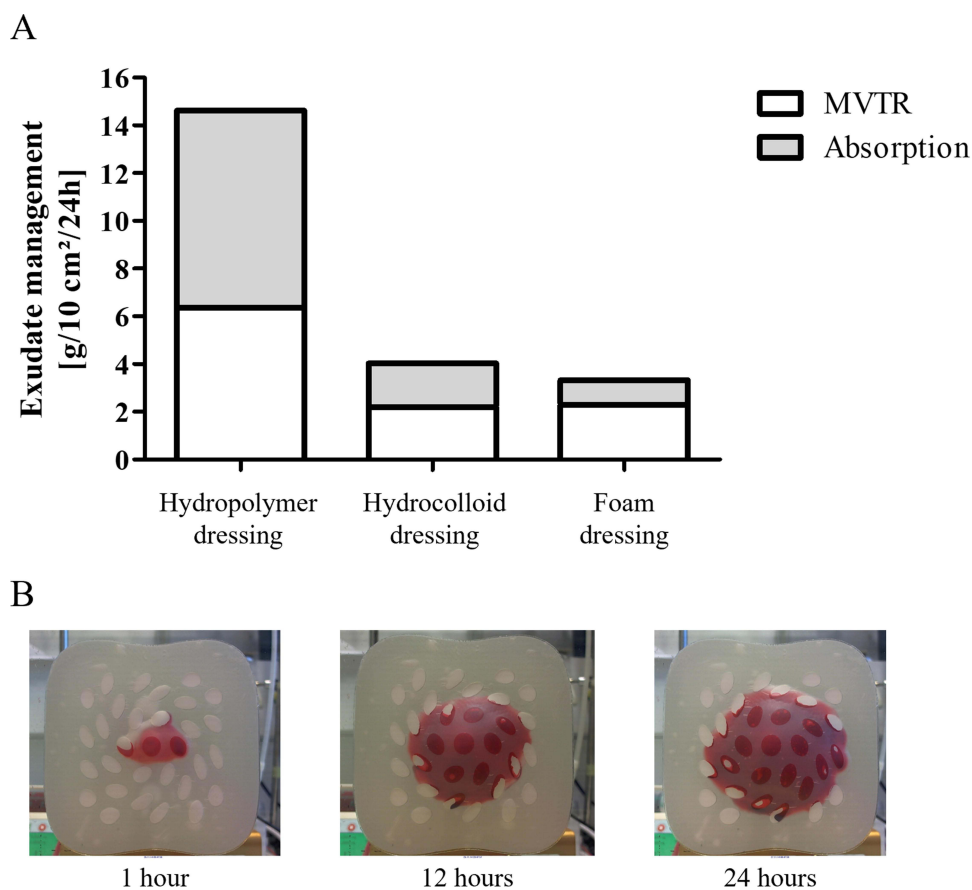 A
16
14
12
10
8
6
4
2
0
Exudate management
[g/10 cm²/24h]
MVTR
Absorption
Hydropolymer
dressing
Hydrocolloid
dressing
Foam
dressing
B
1 hour
12 hours
24 hours